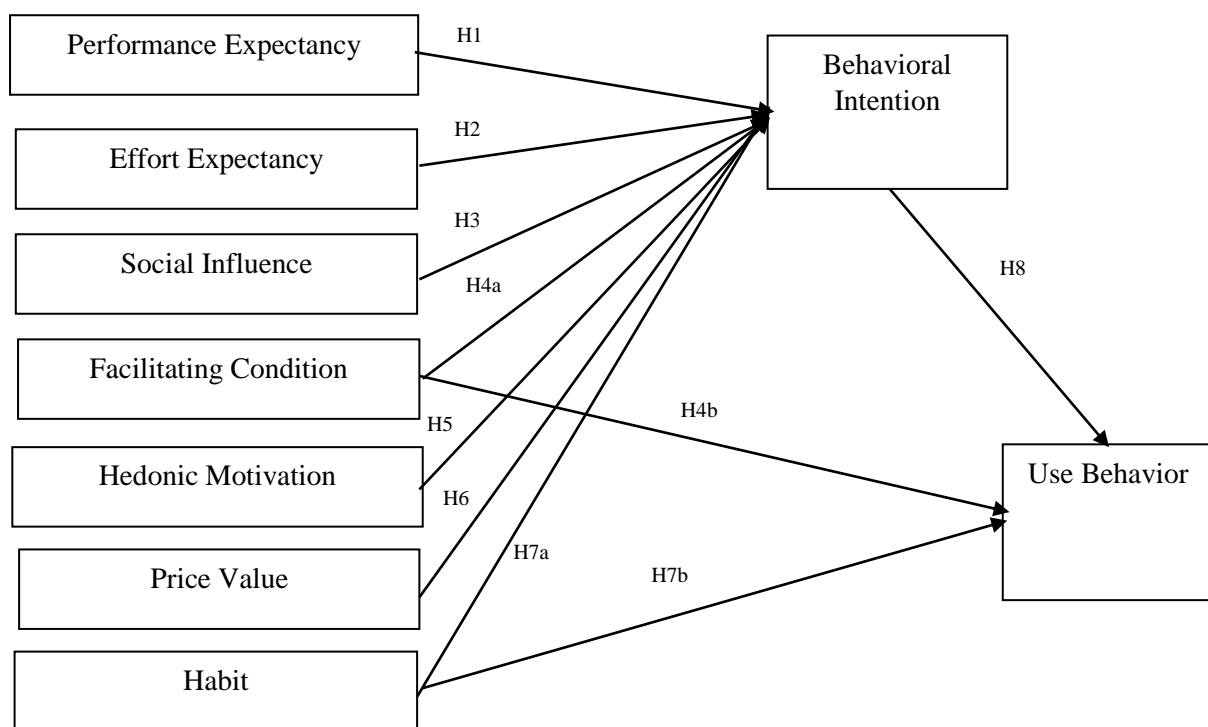 Performance Expectancy
H1
Behavioral
Intention
Effort Expectancy
H2
Social Influence
H3
H4a
H8
Facilitating Condition
H4b
H5
Hedonic Motivation
H6
Use Behavior
H7a
Price Value
H7b
Habit